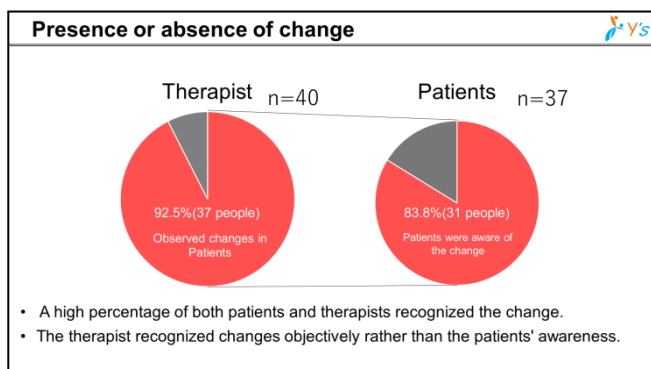 Presence or absence of change
Y's
Therapist n=40
Patients n=37
92.5%(37 people)
Observed changes in
Patients
83.8%(31 people)
Patients were aware of
the change
• A high percentage of both patients and therapists recognized the change.
• The therapist recognized changes objectively rather than the patients' awareness.